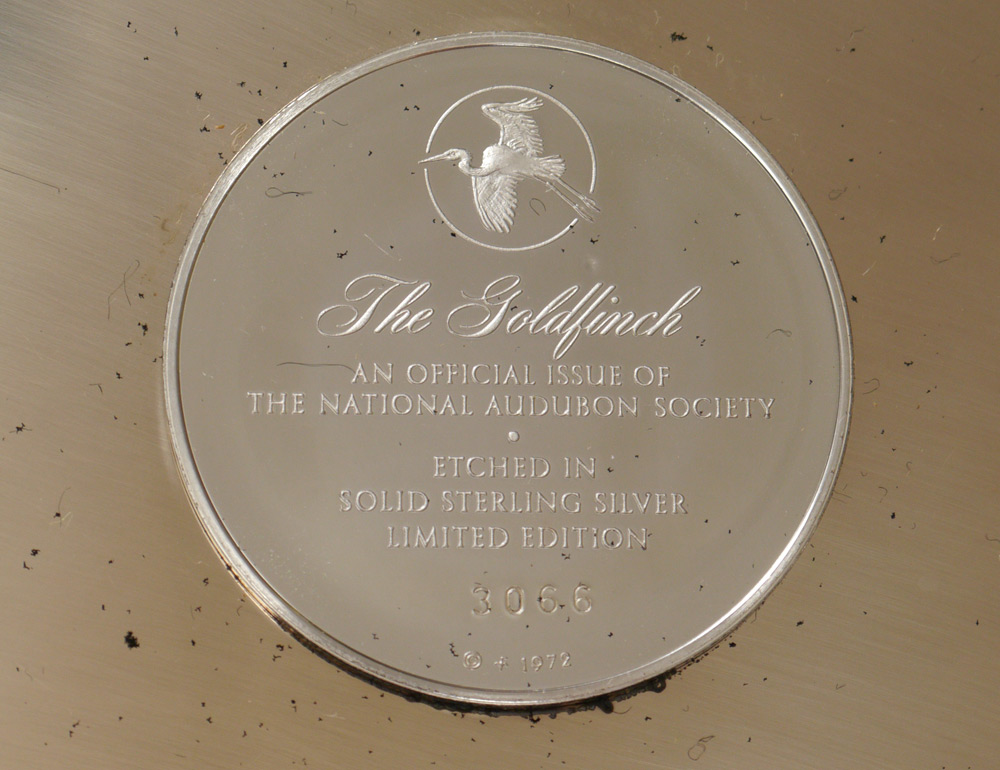 The Goldfinch
AN OFFICIAL ISSUE OF
THE NATIONAL AUDUBON SOCIETY
•
ETCHED IN
SOLID STERLING SILVER
LIMITED EDITION
3066
© + 1972